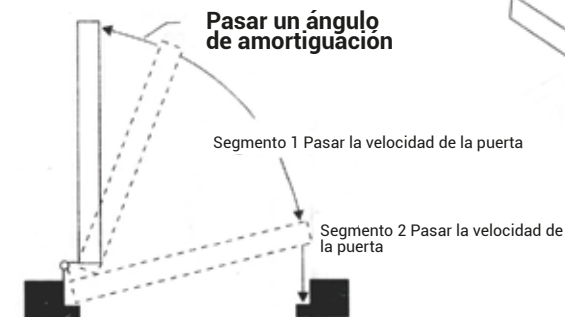 Pasar un ángulo
de amortiguación
Segmento 1 Pasar la velocidad de la puerta
Segmento 2 Pasar la velocidad de
la puerta